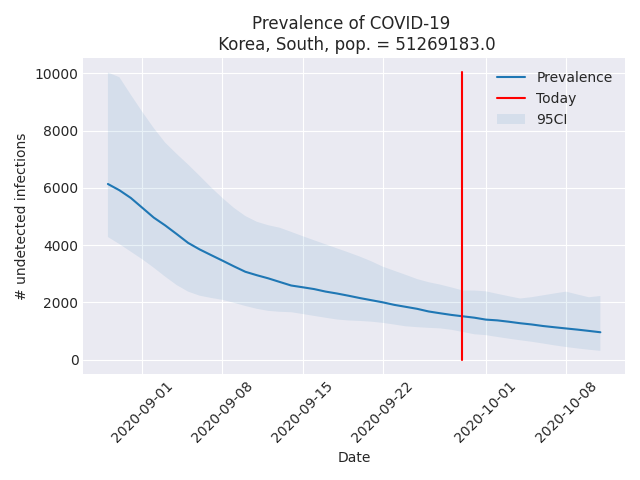 Prevalence of COVID-19
Korea, South, pop. = 51269183.0
Prevalence
Today
95CI
# undetected infections
10000
8000
6000
4000
2000
0
2020-09-01
2020-09-08
2020-09-15
2020-09-22
2020-10-01
2020-10-08
Date